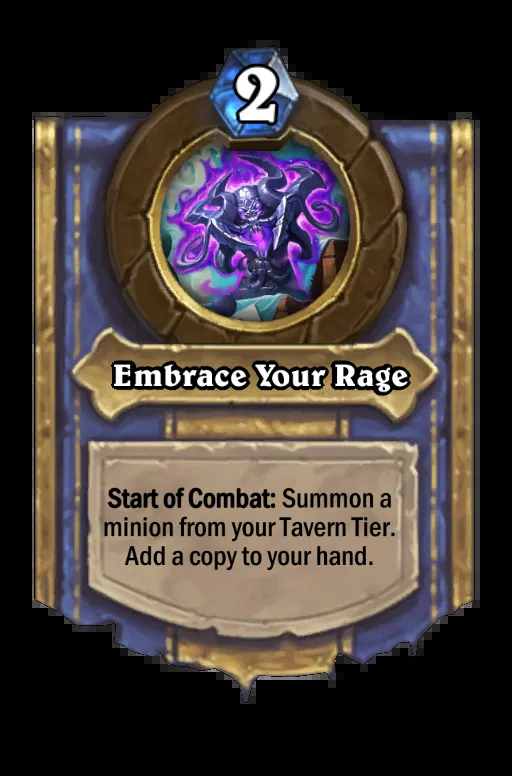 2
Embrace Your Rage
Start of Combat: Summon a
minion from your Tavern Tier.
Add a copy to your hand.